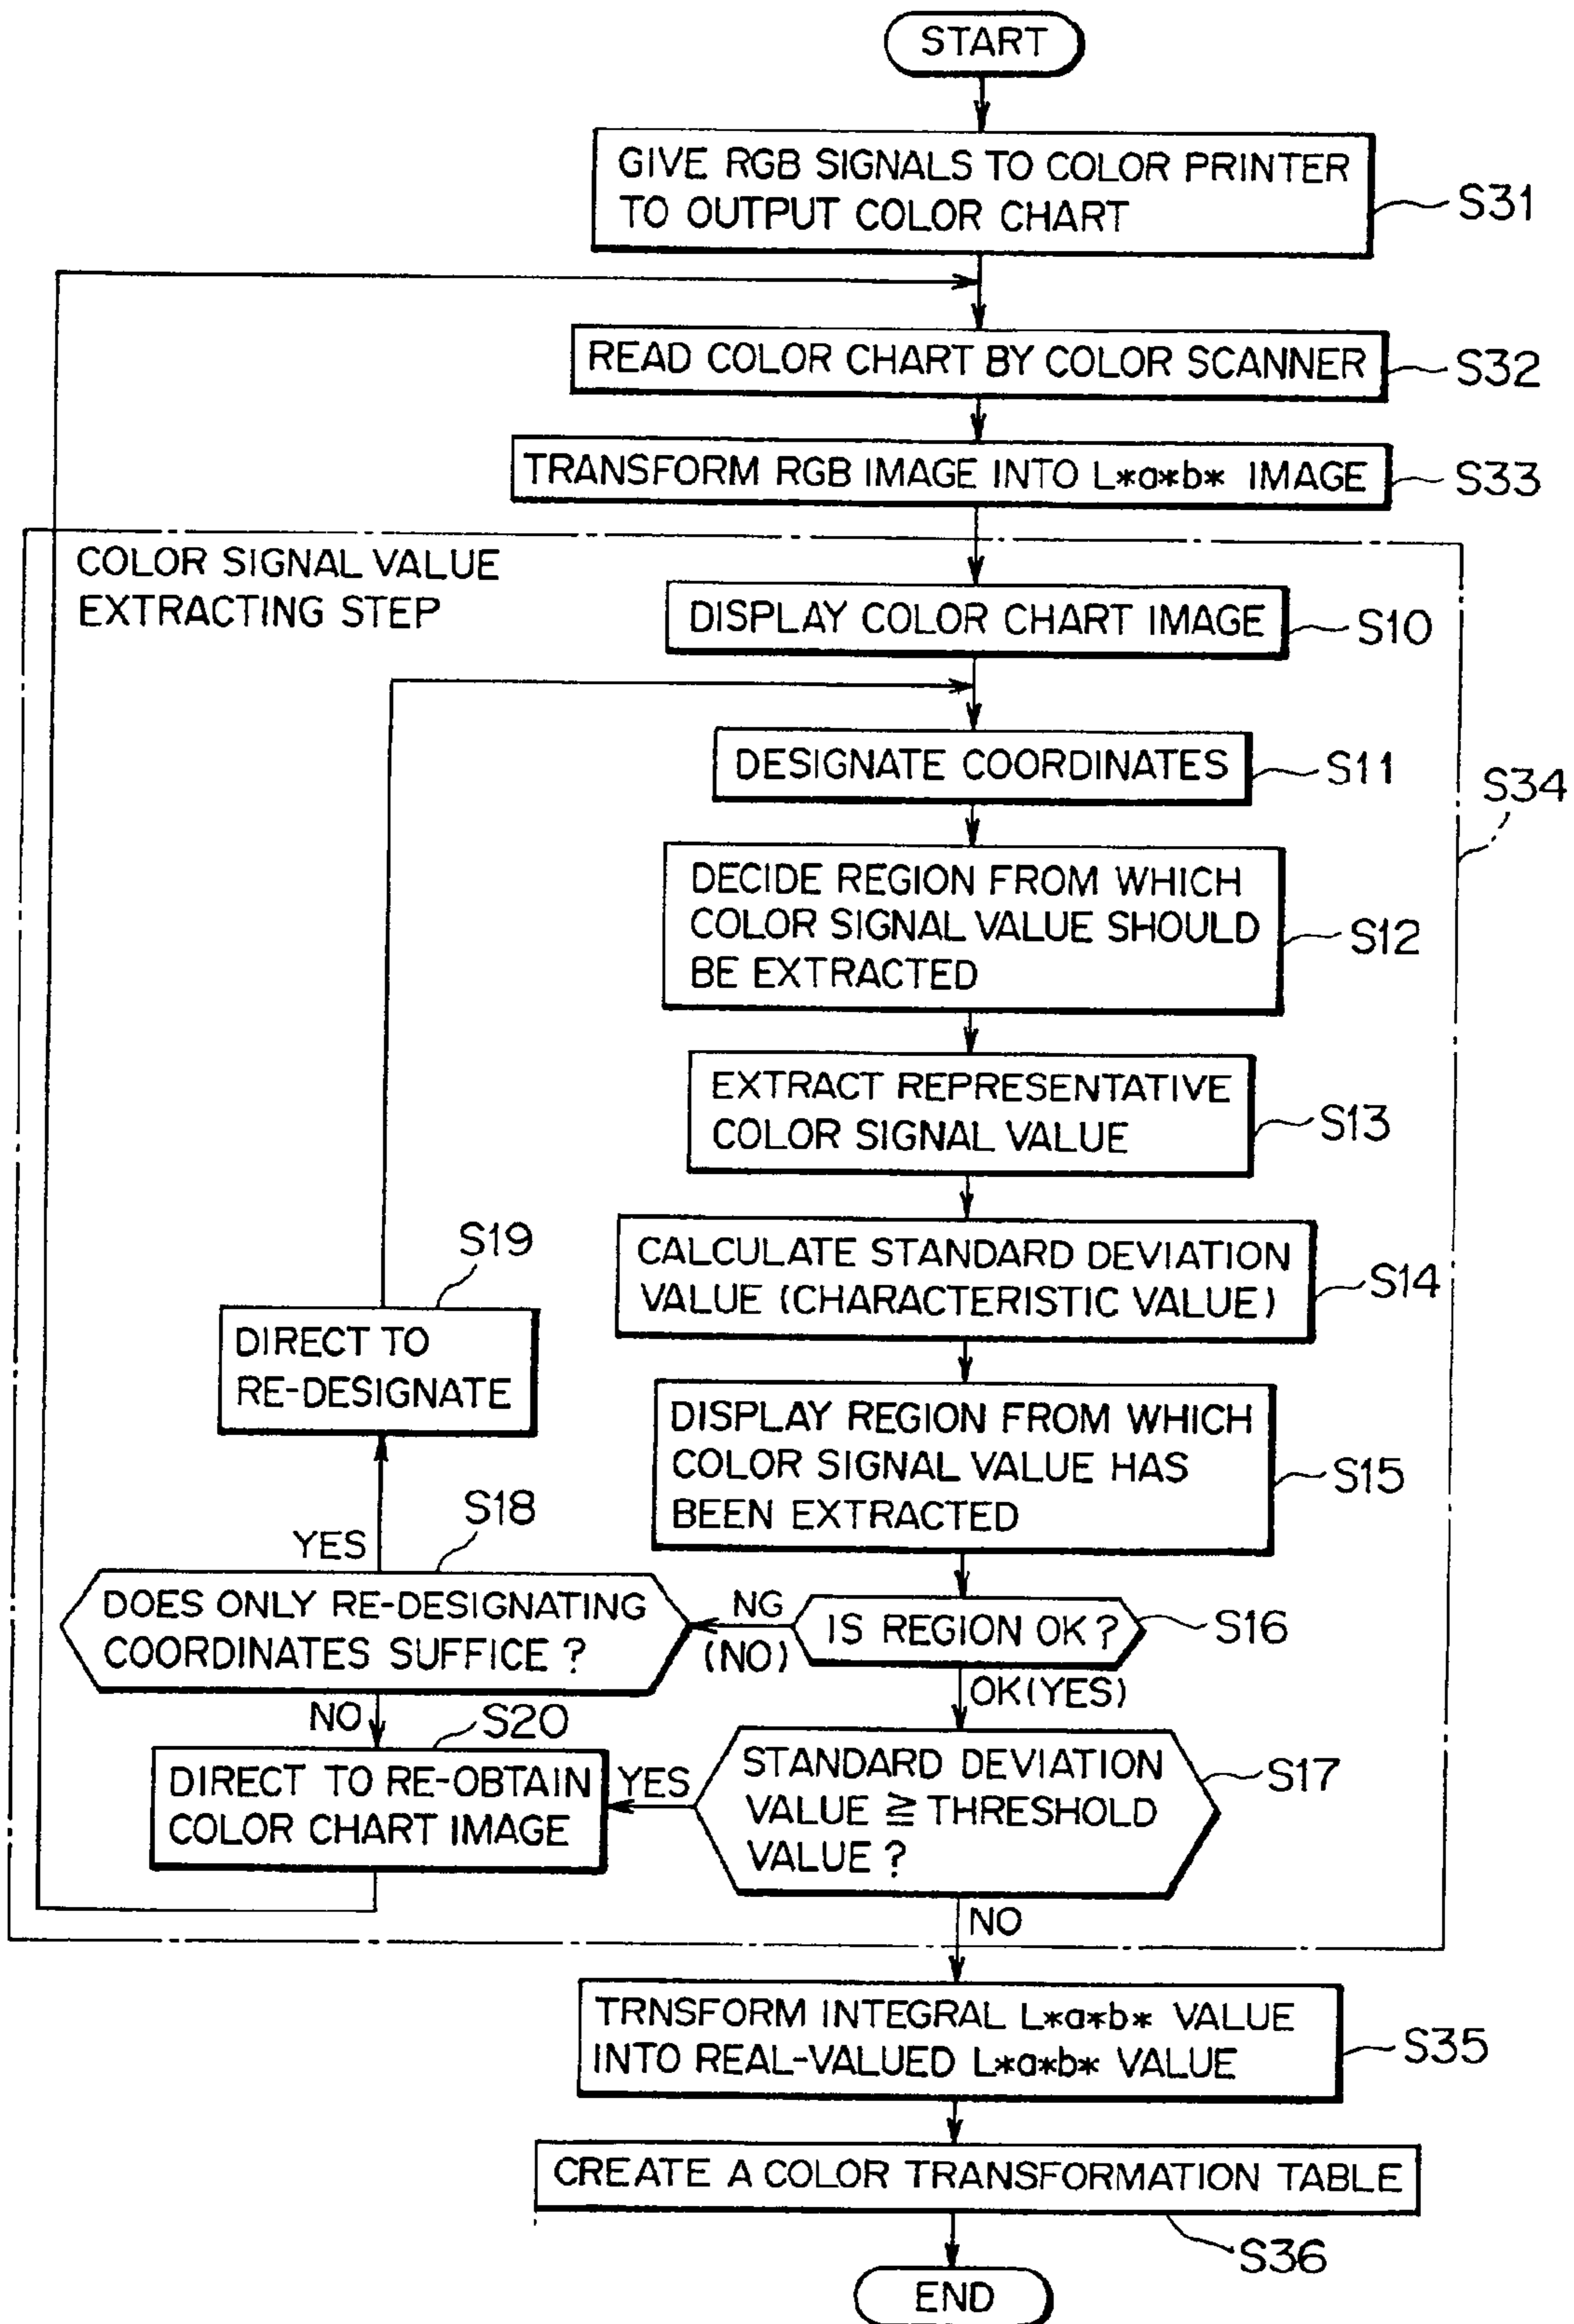 START
GIVE RGB SIGNALS TO COLOR PRINTER
TO OUTPUT COLOR CHART
S31
READ COLOR CHART BY COLOR SCANNER
S32
TRANSFORM RGB IMAGE INTO L*a*b* IMAGE
S33
COLOR SIGNAL VALUE
EXTRACTING STEP
DISPLAY COLOR CHART IMAGE
S10
DESIGNATE COORDINATES
S11
S34
DECIDE REGION FROM WHICH
COLOR SIGNAL VALUE SHOULD
BE EXTRACTED
S12
EXTRACT REPRESENTATIVE
COLOR SIGNAL VALUE
S13
CALCULATE STANDARD DEVIATION
VALUE (CHARACTERISTIC VALUE)
S14
S19
DIRECT TO
RE-DESIGNATE
DISPLAY REGION FROM WHICH
COLOR SIGNAL VALUE HAS
BEEN EXTRACTED
S15
S18
YES
DOES ONLY RE-DESIGNATING
COORDINATES SUFFICE ?
NG
(NO)
IS REGION OK ?
S16
OK(YES)
NO
S20
DIRECT TO RE-OBTAIN
COLOR CHART IMAGE
YES
STANDARD DEVIATION
VALUE ≧ THRESHOLD
VALUE ?
S17
NO
TRNSFORM INTEGRAL L*a*b* VALUE
INTO REAL-VALUED L*a*b* VALUE
S35
CREATE A COLOR TRANSFORMATION TABLE
S36
END